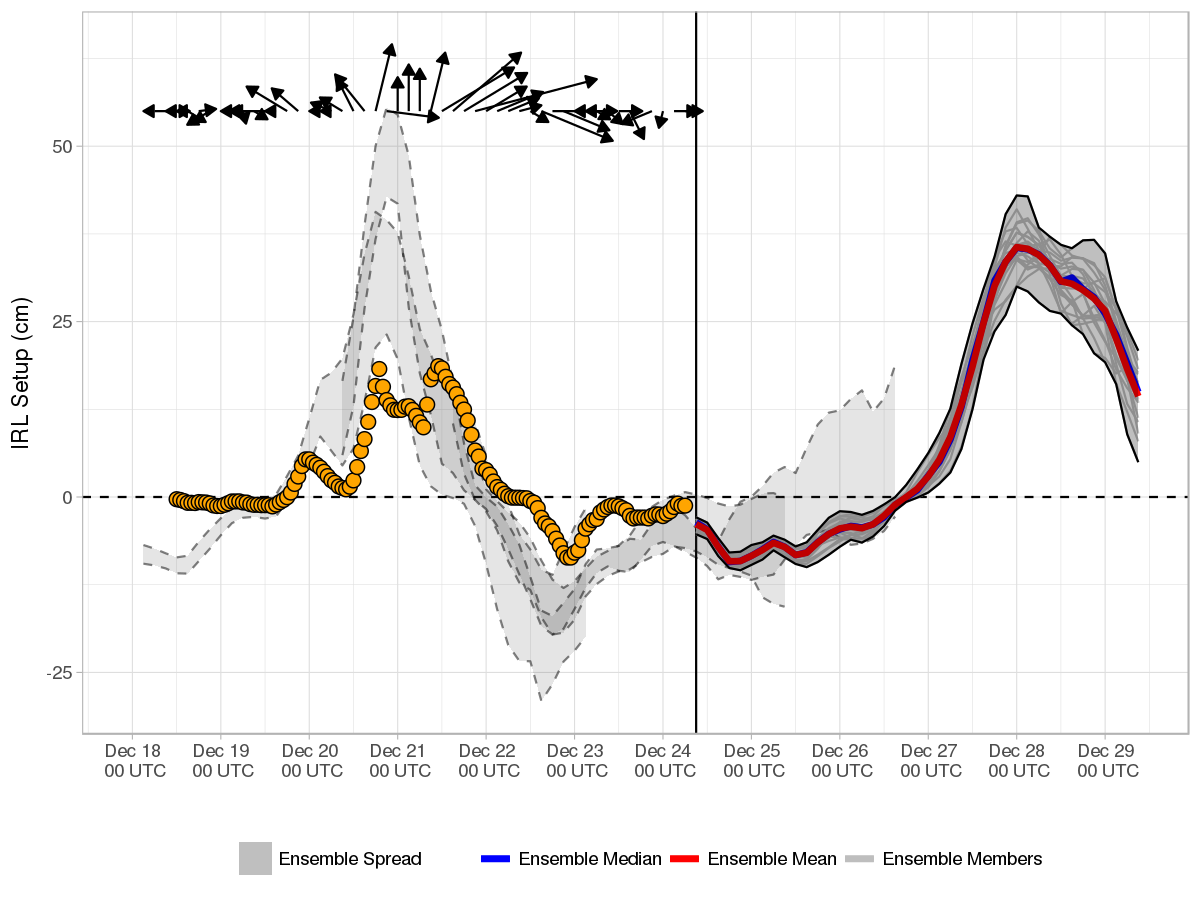 IRL Setup (cm)
50
25
0
-25
Dec 18 Dec 19 Dec 20 Dec 21 Dec 22 Dec 23 Dec 24 Dec 25 Dec 26 Dec 27 Dec 28 Dec 29
00 UTC 00 UTC 00 UTC 00 UTC 00 UTC 00 UTC 00 UTC 00 UTC 00 UTC 00 UTC 00 UTC 00 UTC
Ensemble Spread Ensemble Median Ensemble Mean Ensemble Members